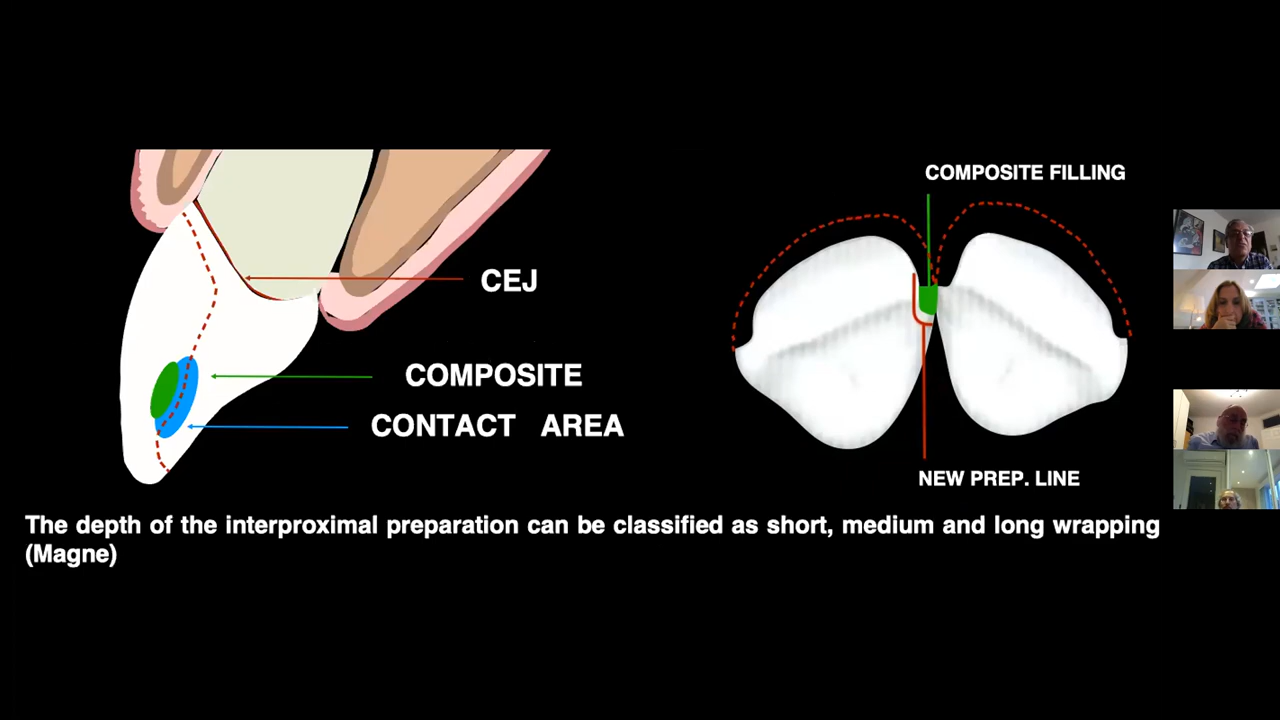 COMPOSITE FILLING
CEJ
COMPOSITE
CONTACT AREA
NEW PREP. LINE
The depth of the interproximal preparation can be classified as short, medium and long wrapping
(Magne)